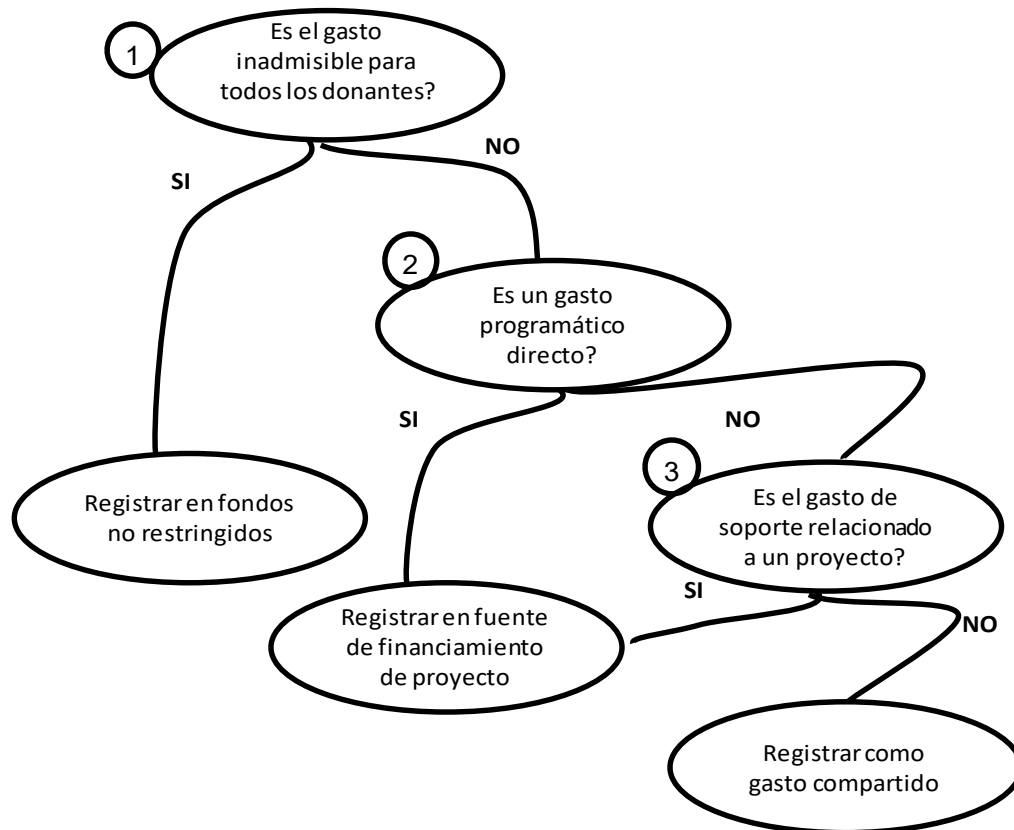 1
Es el gasto
inadmisible para
todos los donantes?
SI
NO
2
Es un gasto
programático
directo?
SI
NO
3
Es el gasto de
soporte relacionado
a un proyecto?
Registrar en fondos
no restringidos
SI
NO
Registrar en fuente
de financiamiento
de proyecto
Registrar como
gasto compartido